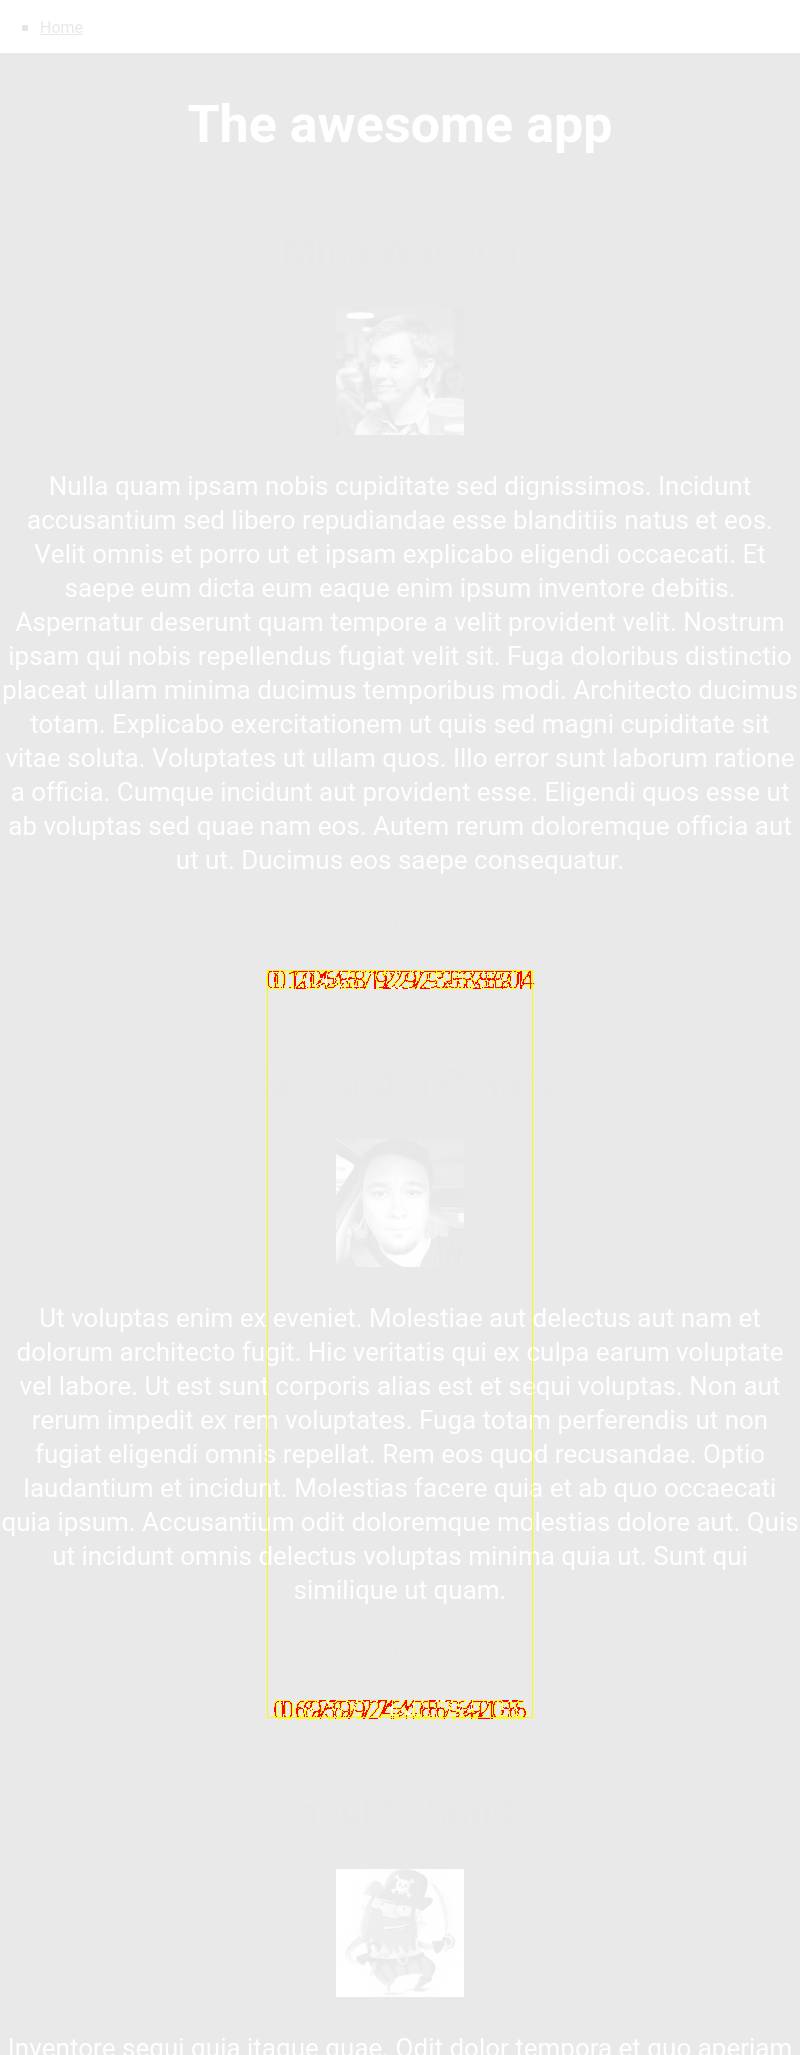 Home
The awesome app
Nulla quam ipsam nobis cupiditate sed dignissimos. Incidunt
accusantium sed libero repudiandae esse blanditiis natus et eos.
Velit omnis et porro ut et ipsam explicabo eligendi occaecati. Et
saepe eum dicta eum eaque enim ipsum inventore debitis.
Aspernatur deserunt quam tempore a velit provident velit. Nostrum
ipsam qui nobis repellendus fugiat velit sit. Fuga doloribus distinctio
placeat ullam minima ducimus temporibus modi. Architecto ducimus
totam. Explicabo exercitationem ut quis sed magni cupiditate sit
vitae soluta. Voluptates ut ullam quos. Illo error sunt laborum ratione
a officia. Cumque incidunt aut provident esse. Eligendi quos esse ut
ab voluptas sed quae nam eos. Autem rerum doloremque officia aut
ut ut. Ducimus eos saepe consequatur.
Ut voluptas enim ex eveniet. Molestiae aut delectus aut nam et
dolorum architecto fugit. Hic veritatis qui ex culpa earum voluptate
vel labore. Ut est sunt corporis alias est et sequi voluptas. Non aut
rerum impedit ex rem voluptates. Fuga totam perferendis ut non
fugiat eligendi omnis repellat. Rem eos quod recusandae. Optio
laudantium et incidunt. Molestias facere quia et ab quo occaecati
quia ipsum. Accusantium odit doloremque molestias dolore aut. Quis
ut incidunt omnis delectus voluptas minima quia ut. Sunt qui
similique ut quam.
Inventore sequi quia itaque quae. Odit dolor tempora et quo aperiam